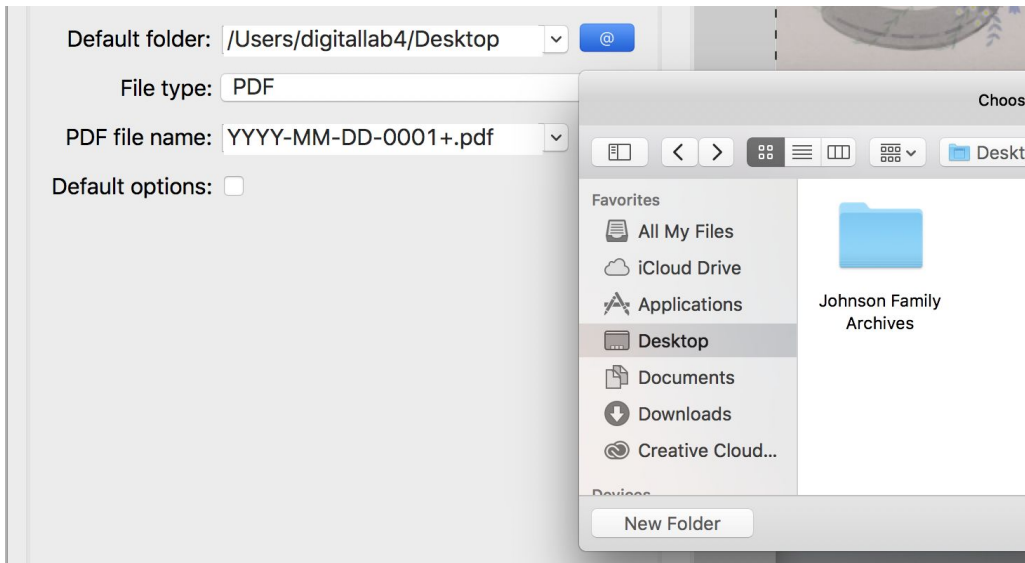 Default folder: /Users/digitallab4/Desktop @
File type: PDF
PDF file name: YYYY-MM-DD-0001+.pdf
Default options:
Choos
Deskt
Favorites
All My Files
iCloud Drive
Applications
Desktop
Documents
Downloads
Creative Cloud...
Devices
New Folder
Johnson Family
Archives